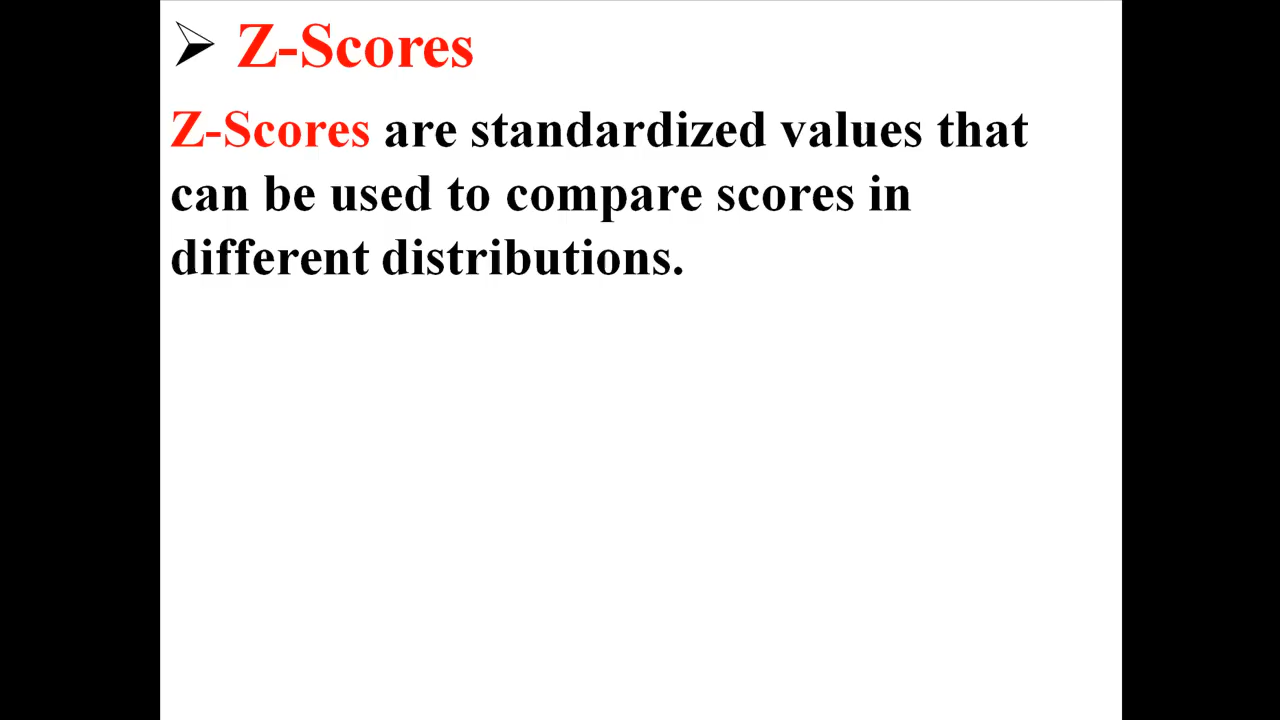 Z-Scores
Z-Scores are standardized values that
can be used to compare scores in
different distributions.